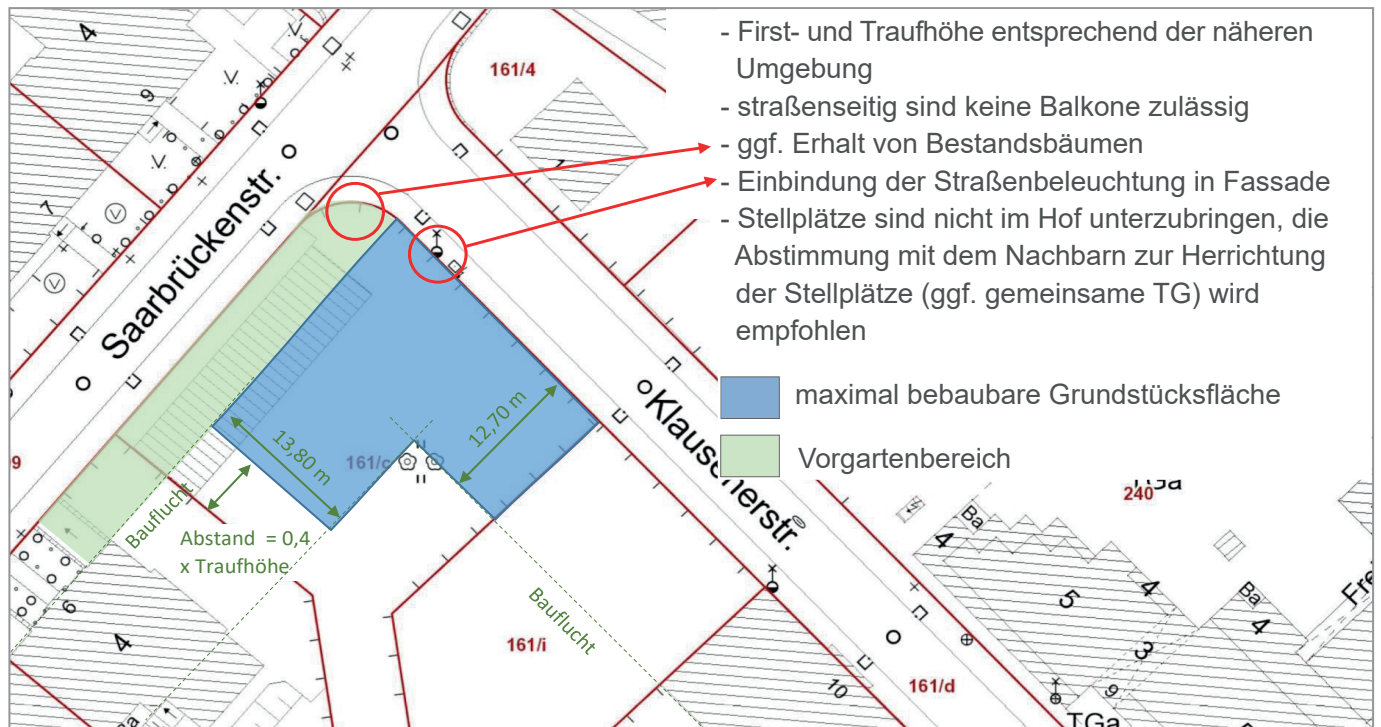 - First- und Traufhöhe entsprechend der näheren
Umgebung
- straßenseitig sind keine Balkone zulässig
- ggf. Erhalt von Bestandsbäumen
- Einbindung der Straßenbeleuchtung in Fassade
- Stellplätze sind nicht im Hof unterzubringen, die
Abstimmung mit dem Nachbarn zur Herrichtung
der Stellplätze (ggf. gemeinsame TG) wird
empfohlen
maximal bebaubare Grundstücksfläche
Vorgartenbereich
4
9
7
161/4
1
Saarbrückenstr.
Klausenerstr.
13,80 m
12,70 m
161/c
9
Bauflucht
Abstand = 0,4
x Traufhöhe
Bauflucht
6
4
161/i
10
161/d
TGa
240
Ba
4
5
4
Ba
4
3
9
TGa